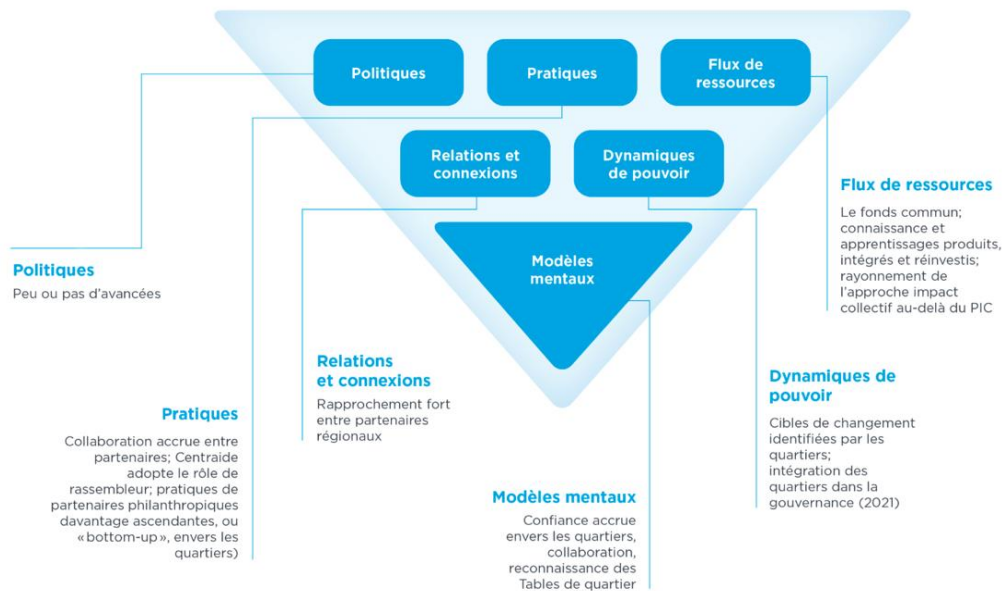 Politiques
Pratiques
Flux de
ressources
Relations et
connexions
Dynamiques
de pouvoir
Modèles
mentaux
Politiques
Peu ou pas d'avancées
Pratiques
Collaboration accrue entre
partenaires; Centraide
adopte le rôle de
rassembleur; pratiques de
partenaires philanthropiques
davantage ascendantes, ou
«bottom-up», envers les
quartiers)
Relations
et connexions
Rapprochement fort
entre partenaires
régionaux
Modèles mentaux
Confiance accrue
envers les quartiers,
collaboration,
reconnaissance des
Tables de quartier
Dynamiques de
pouvoir
Cibles de changement
identifiées par les
quartiers;
intégration des
quartiers dans la
gouvernance (2021)
Flux de ressources
Le fonds commun;
connaissance et
apprentissages produits,
intégrés et réinvestis;
rayonnement de
l'approche impact
collectif au-delà du PIC